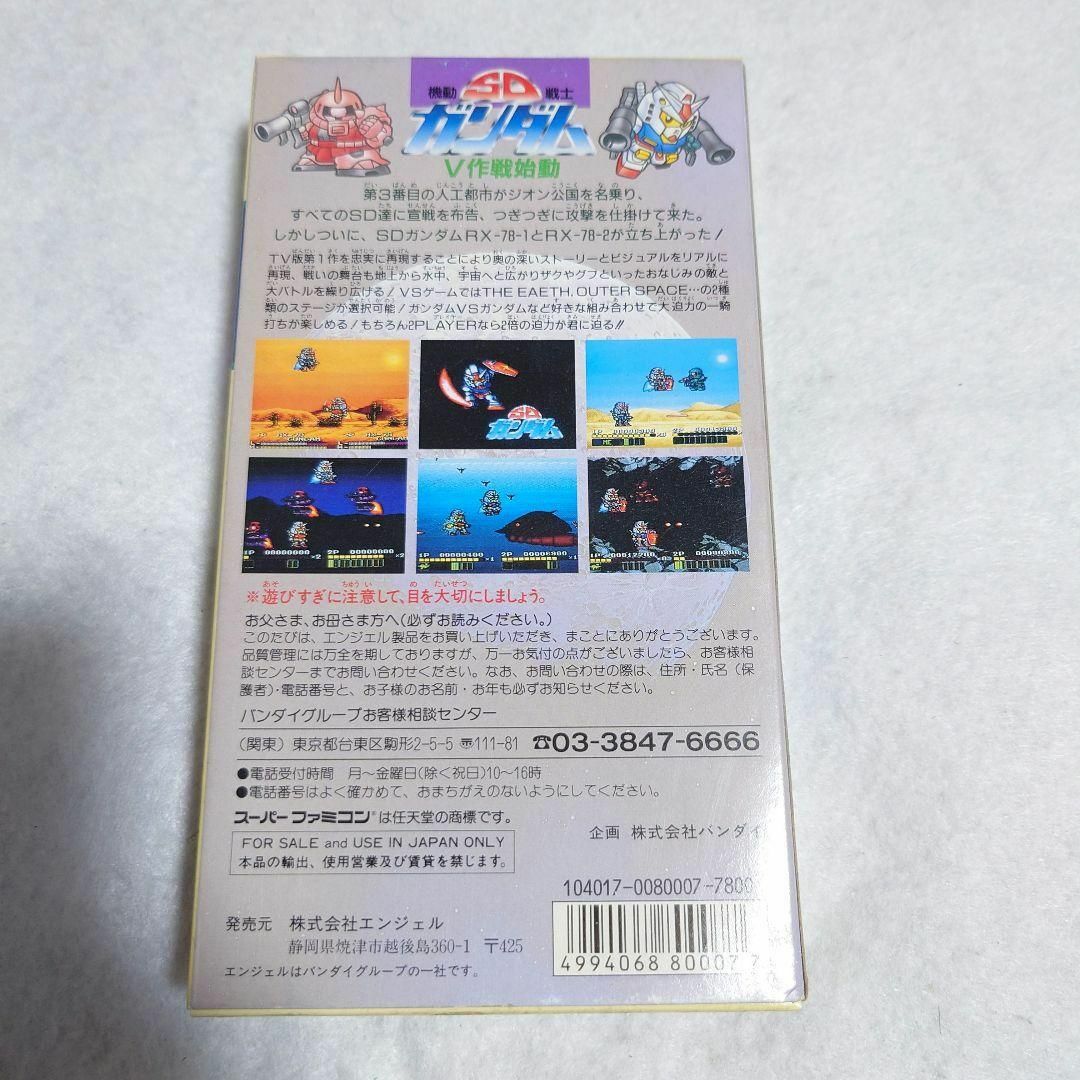 機動 SD 戦士
ガンダム
V作戦始動
第3番目の人工都市がジオン公国を名乗り、
すべてのSD達に宣戦を布告、つぎつぎに攻撃を仕掛けて来た。
しかしついに、SDガンダムRX-78-1とRX-78-2が立ち上がった!
TV版第1作を忠実に再現することにより奥の深いストーリーとビジュアルをリアルに
再現、戦いの舞台も地上から水中、宇宙へと広がりザクやグフといったおなじみの敵と
大バトルを繰り広げる!VSゲームではTHE EAETH, OUTER SPACE…の2種
類のステージが選択可能!ガンダムVSガンダムなど好きな組み合わせで大迫力の一騎
打ちが楽しめる!もちろん2PLAYERなら2倍の迫力が君に迫る!!
SD
ガンダム
※遊びすぎに注意して、目を大切にしましょう。
お父さま、お母さま方へ(必ずお読みください。)
このたびは、エンジェル製品をお買い上げいただき、まことにありがとうございます。
品質管理には万全を期しておりますが、万一お気付の点がございましたら、お客様相
談センターまでお問い合わせください。なお、お問い合わせの際は、住所・氏名(保
護者)・電話番号と、お子様のお名前・お年も必ずお知らせください。
バンダイグループお客様相談センター
(関東) 東京都台東区駒形2-5-5 〒111-81 ☎03-3847-6666
●電話受付時間 月〜金曜日(除く祝日)10〜16時
●電話番号はよく確かめて、おまちがえのないようにしてください。
スーパーファミコン®は任天堂の商標です。
FOR SALE and USE IN JAPAN ONLY
本品の輸出、使用営業及び賃貸を禁じます。
企画 株式会社バンダイ
104017-0080007-7800
発売元 株式会社エンジェル
静岡県焼津市越後島360-1 〒425
エンジェルはバンダイグループの一社です。
4994068 800077